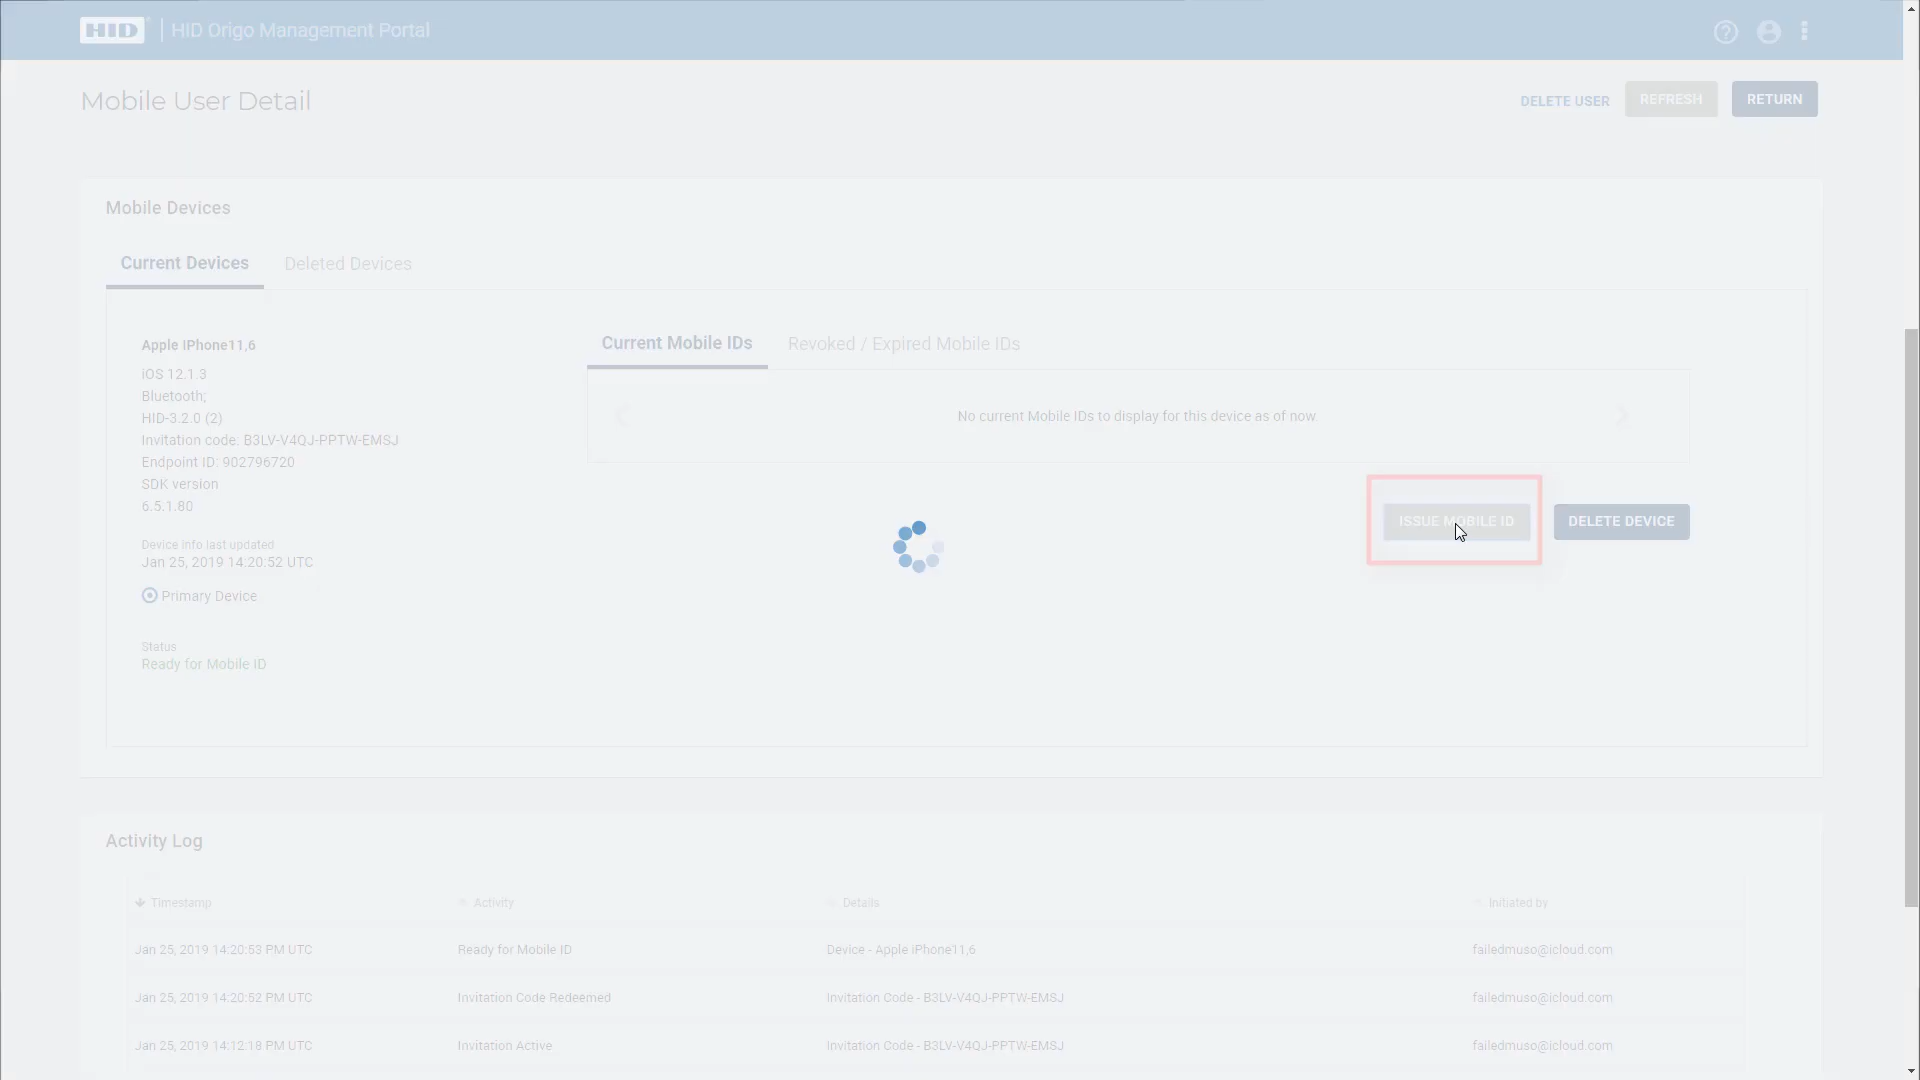 HID HID Origo Management Portal
Mobile User Detail
DELETE USER REFRESH RETURN
Mobile Devices
Current Devices Deleted Devices
Current Mobile IDs Revoked / Expired Mobile IDs
Apple IPhone11,6
iOS 12.1.3
Bluetooth;
HID-3.2.0 (2)
Invitation code: B3LV-V4QJ-PPTW-EMSJ
Endpoint ID: 902796720
SDK version
6.5.1.80
No current Mobile IDs to display for this device as of now.
ISSUE MOBILE ID DELETE DEVICE
Device info last updated
Jan 25, 2019 14:20:52 UTC
Primary Device
Status
Ready for Mobile ID
Activity Log
Timestamp Activity Details Initiated by
Jan 25, 2019 14:20:53 PM UTC Ready for Mobile ID Device - Apple iPhone11,6 failedmuso@icloud.com
Jan 25, 2019 14:20:52 PM UTC Invitation Code Redeemed Invitation Code - B3LV-V4QJ-PPTW-EMSJ failedmuso@icloud.com
Jan 25, 2019 14:12:18 PM UTC Invitation Active Invitation Code - B3LV-V4QJ-PPTW-EMSJ failedmuso@icloud.com